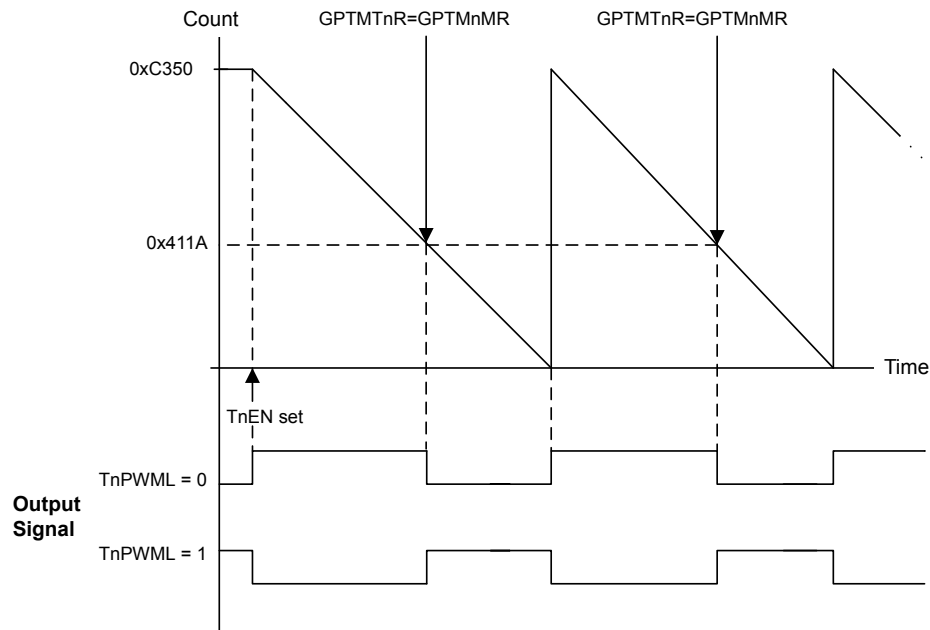 Count
GPTMTnR=GPTMnMR
GPTMTnR=GPTMnMR
0xC350
0x411A
Time
TnEN set
TnPWML = 0
Output
Signal
TnPWML = 1